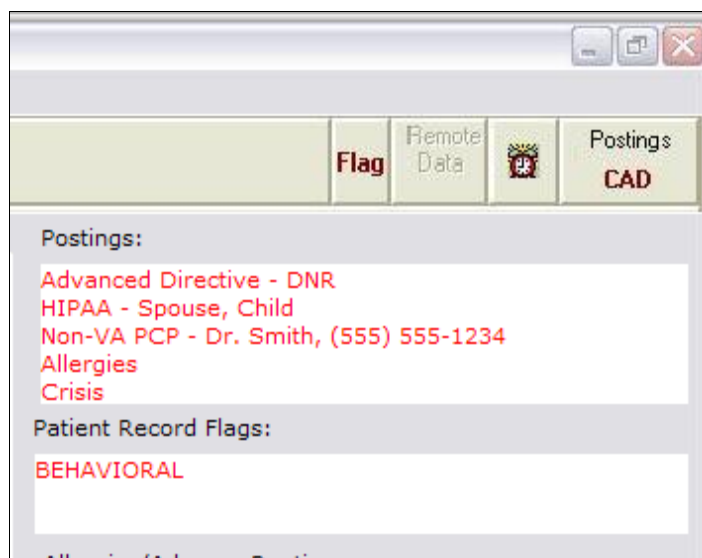 Flag
Remote
Data
Postings
CAD
Postings:
Advanced Directive - DNR
HIPAA - Spouse, Child
Non-VA PCP - Dr. Smith, (555) 555-1234
Allergies
Crisis
Patient Record Flags:
BEHAVIORAL